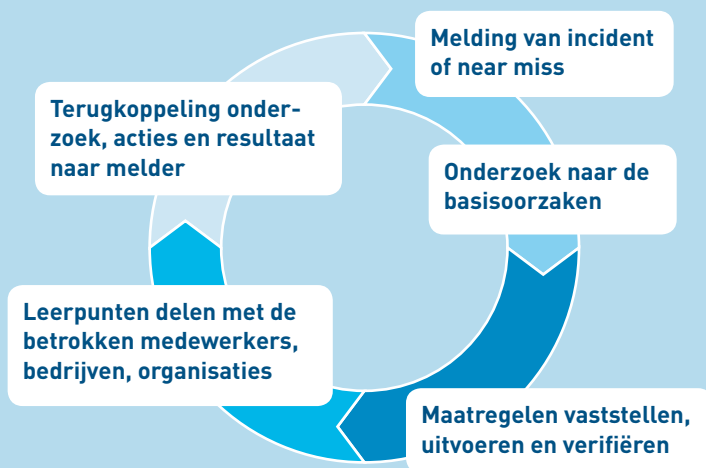 Melding van incident
of near miss
Onderzoek naar de
basisoorzaken
Maatregelen vaststellen,
uitvoeren en verifiëren
Leerpunten delen met de
betrokken medewerkers,
bedrijven, organisaties
Terugkoppeling onder-
zoek, acties en resultaat
naar melder